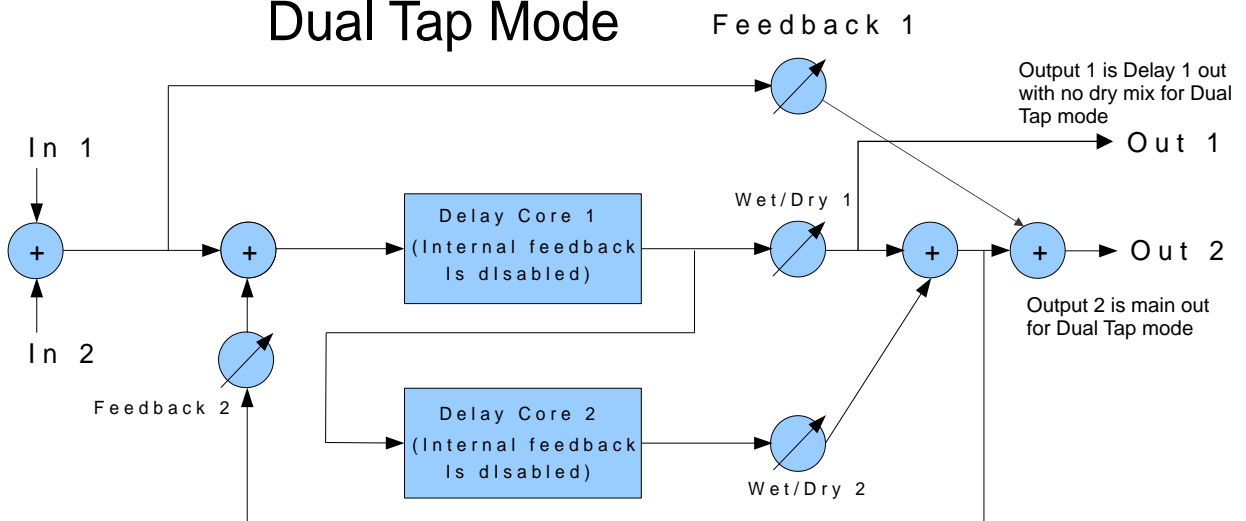 Dual Tap Mode
Feedback 1
Output 1 is Delay 1 out
with no dry mix for Dual
Tap mode
In 1
Out 1
Wet/Dry 1
Delay Core 1
(Internal feedback
Is dIsabled)
+
+
+
+
Out 2
In 2
Output 2 is main out
for Dual Tap mode
Feedback 2
Delay Core 2
(Internal feedback
Is dIsabled)
Wet/Dry 2